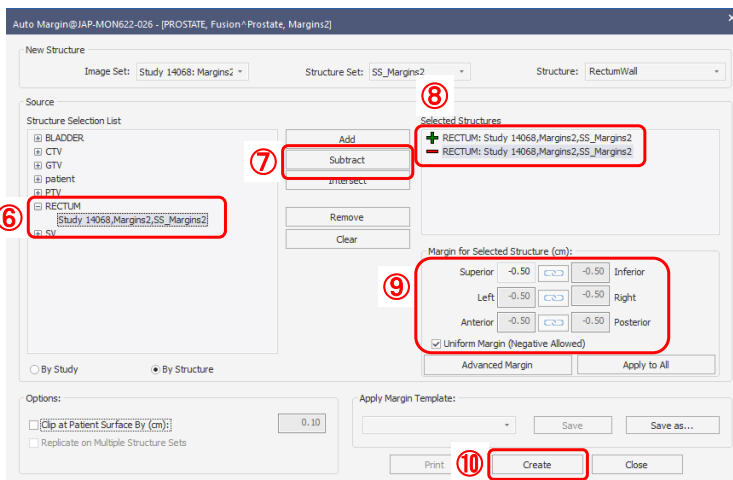 Auto Margin@JAP-MON622-026 - [PROSTATE, Fusion^Prostate, Margins2]
New Structure
Image Set: Study 14068: Margins2 Structure Set: SS_Margins2 Structure: RectumWall
⑧
Source
Structure Selection List
BLADDER
CTV
GTV
patient
PTV
RECTUM
Study 14068,Margins2,SS_Margins2
SV
⑥
By Study By Structure
Add
⑦ Subtract
Intersect
Remove
Clear
Selected Structures
RECTUM: Study 14068,Margins2,SS_Margins2
RECTUM: Study 14068,Margins2,SS_Margins2
Margin for Selected Structure (cm):
⑨
Superior -0.50 -0.50 Inferior
Left -0.50 -0.50 Right
Anterior -0.50 -0.50 Posterior
Uniform Margin (Negative Allowed)
Advanced Margin Apply to All
Options:
Clip at Patient Surface By (cm): 0.10
Replicate on Multiple Structure Sets
Apply Margin Template:
Save Save as...
Print ⑩ Create Close